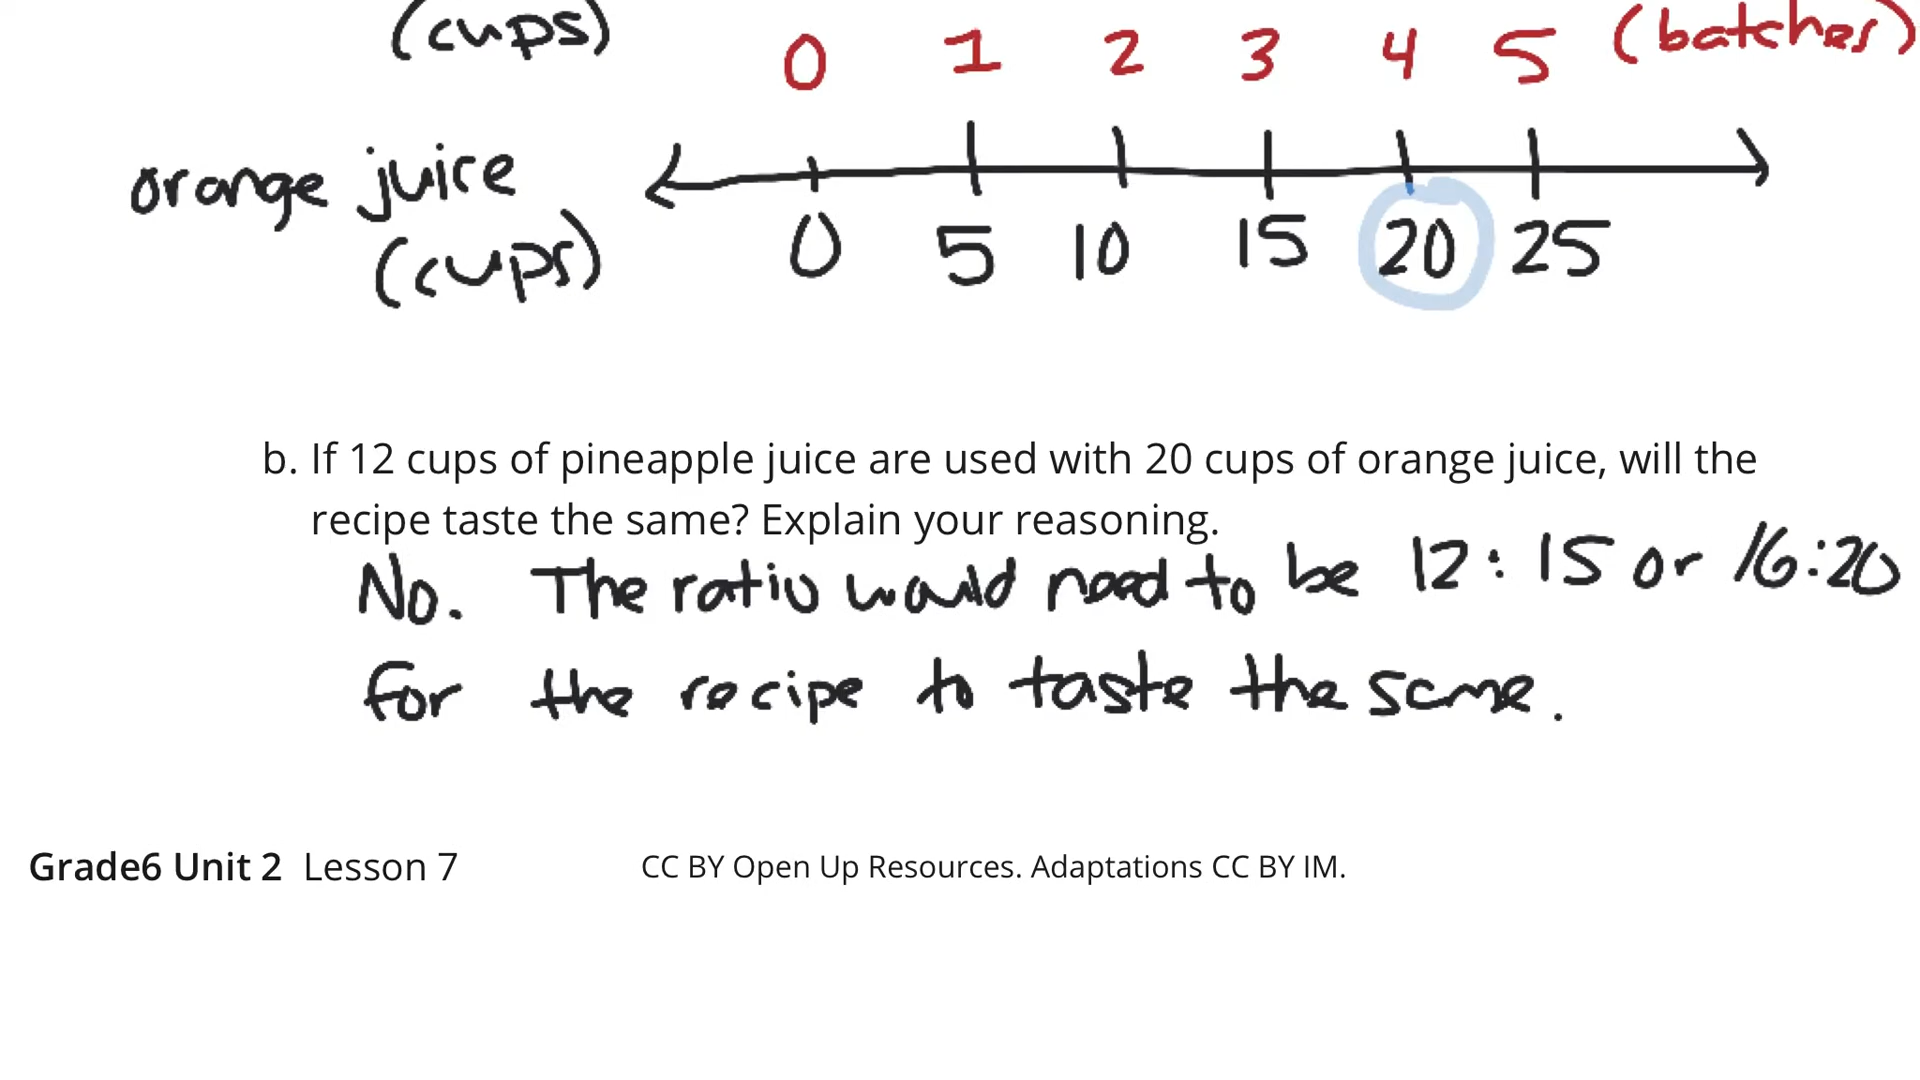 (cups) 0 1 2 3 4 5 (batches)
orange juice
(cups) 0 5 10 15 20 25
b. If 12 cups of pineapple juice are used with 20 cups of orange juice, will the
recipe taste the same? Explain your reasoning.
No. The ratio would need to be 12:15 or 16:20
for the recipe to taste the same.
Grade6 Unit 2 Lesson 7 CC BY Open Up Resources. Adaptations CC BY IM.